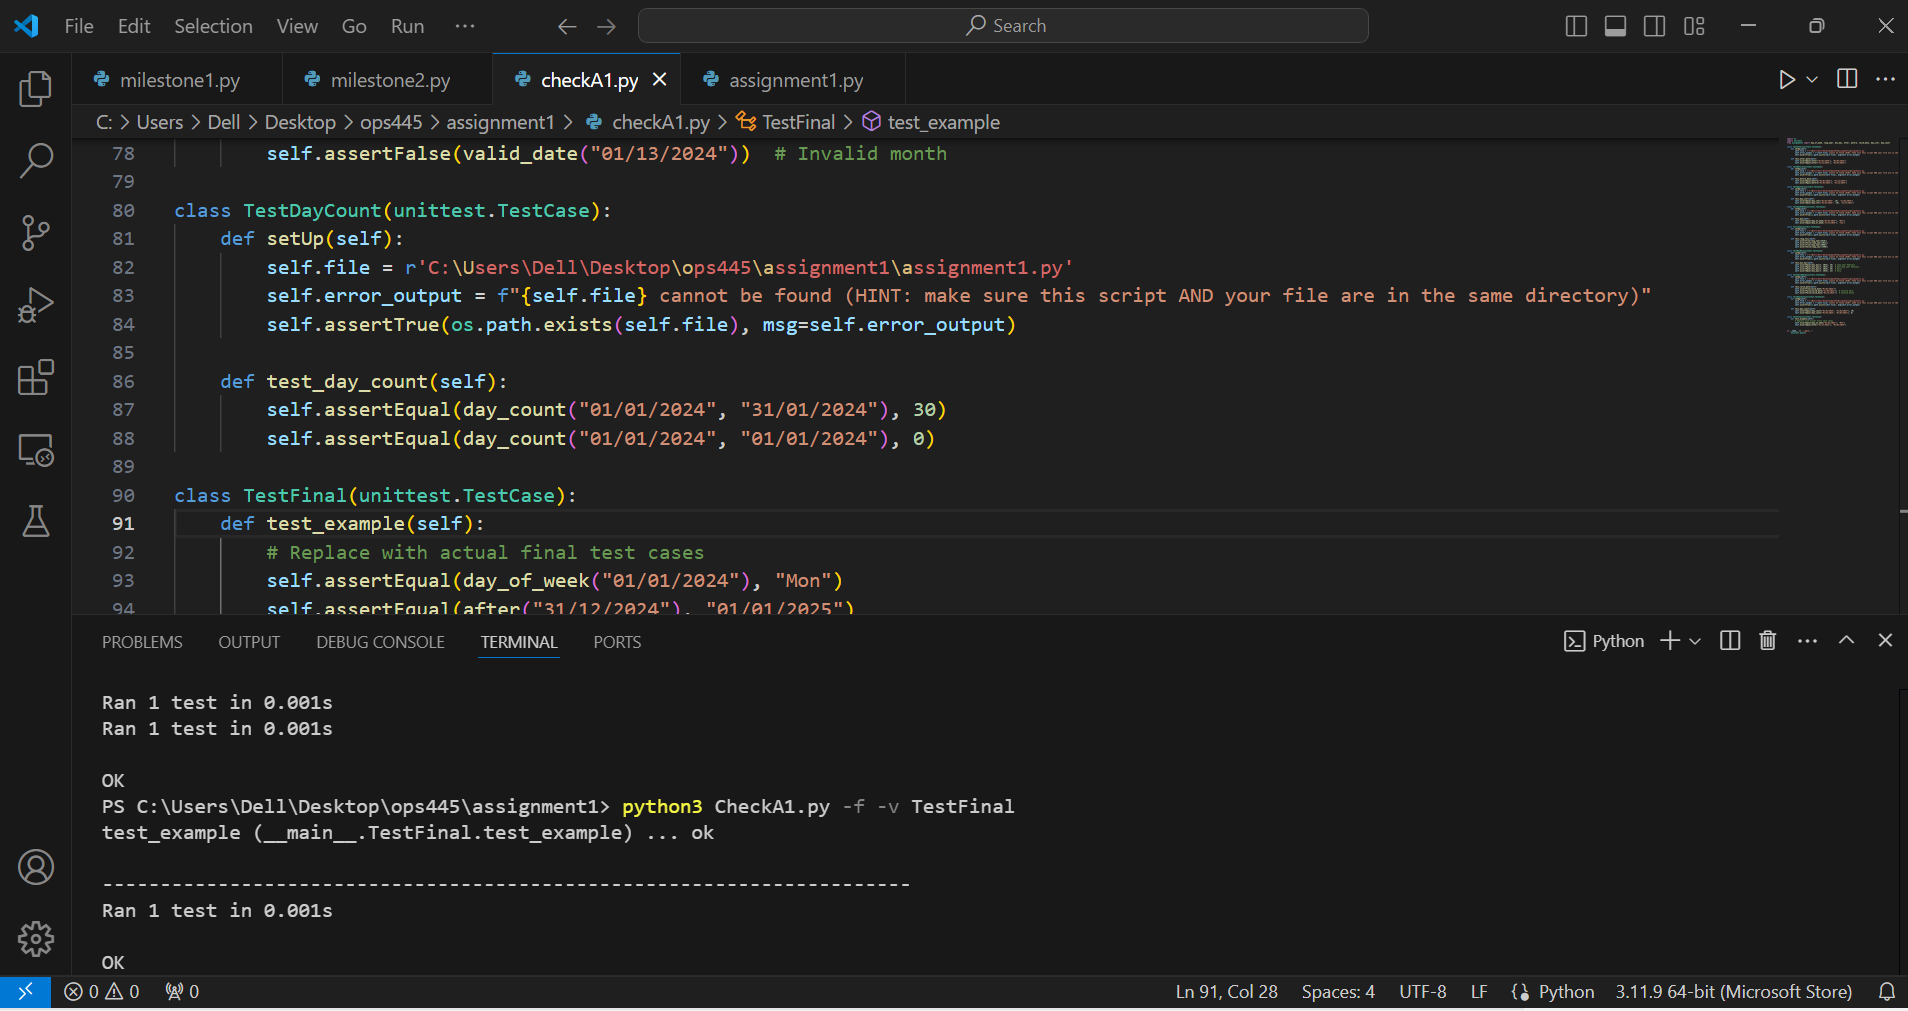 File Edit Selection View Go Run ··· Search
milestone1.py milestone2.py checkA1.py assignment1.py
C: > Users > Dell > Desktop > ops445 > assignment1 > checkA1.py > TestFinal > test_example
78 self.assertFalse(valid_date("01/13/2024")) # Invalid month
79
80 class TestDayCount(unittest.TestCase):
81 def setUp(self):
82 self.file = r'C:\Users\Dell\Desktop\ops445\assignment1\assignment1.py'
83 self.error_output = f"{self.file} cannot be found (HINT: make sure this script AND your file are in the same directory)"
84 self.assertTrue(os.path.exists(self.file), msg=self.error_output)
85
86 def test_day_count(self):
87 self.assertEqual(day_count("01/01/2024", "31/01/2024"), 30)
88 self.assertEqual(day_count("01/01/2024", "01/01/2024"), 0)
89
90 class TestFinal(unittest.TestCase):
91 def test_example(self):
92 # Replace with actual final test cases
93 self.assertEqual(day_of_week("01/01/2024"), "Mon")
94 self.assertEqual(after("31/12/2024"), "01/01/2025")
PROBLEMS OUTPUT DEBUG CONSOLE TERMINAL PORTS Python
Ran 1 test in 0.001s
Ran 1 test in 0.001s
OK
PS C:\Users\Dell\Desktop\ops445\assignment1> python3 CheckA1.py -f -v TestFinal
test_example (__main__.TestFinal.test_example) ... ok
----------------------------------------------------------------------
Ran 1 test in 0.001s
OK
0 0 0 Ln 91, Col 28 Spaces: 4 UTF-8 LF Python 3.11.9 64-bit (Microsoft Store)